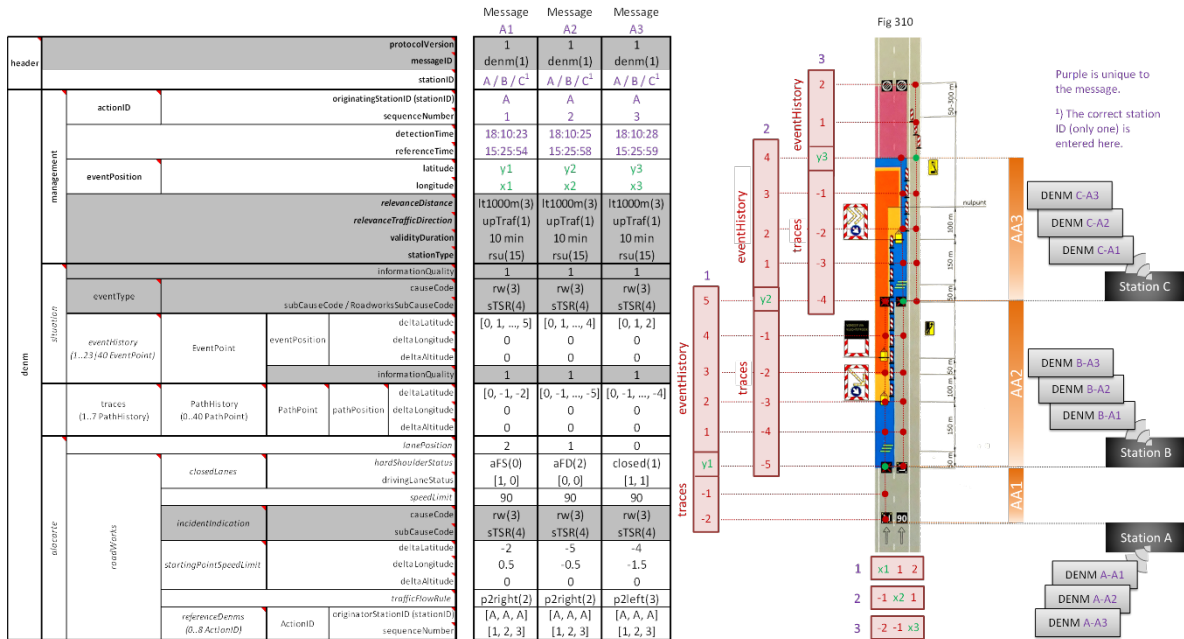 Message Message Message
A1 A2 A3
header
protocolVersion 1 1 1
messageID denm(1) denm(1) denm(1)
stationID A / B / C¹ A / B / C¹ A / B / C¹
denm
management
actionID
originatingStationID (stationID) A A A
sequenceNumber 1 2 3
detectionTime 18:10:23 18:10:25 18:10:28
referenceTime 15:25:54 15:25:58 15:25:59
eventPosition
latitude y1 y2 y3
longitude x1 x2 x3
relevanceDistance lt1000m(3) lt1000m(3) lt1000m(3)
relevanceTrafficDirection upTraf(1) upTraf(1) upTraf(1)
validityDuration 10 min 10 min 10 min
stationType rsu(15) rsu(15) rsu(15)
situation
informationQuality 1 1 1
eventType
causeCode rw(3) rw(3) rw(3)
subCauseCode / RoadworksSubCauseCode sTSR(4) sTSR(4) sTSR(4)
eventHistory
(1..23|40 EventPoint)
EventPoint
eventPosition
deltaLatitude [0, 1, ..., 5] [0, 1, ..., 4] [0, 1, 2]
deltaLongitude 0 0 0
deltaAltitude 0 0 0
informationQuality 1 1 1
traces
(1..7 PathHistory)
PathHistory
(0..40 PathPoint)
PathPoint
pathPosition
deltaLatitude [0, -1, -2] [0, -1, ..., -5] [0, -1, ..., -4]
deltaLongitude 0 0 0
deltaAltitude 0 0 0
alacarte
lanePosition 2 1 0
roadWorks
closedLanes
hardShoulderStatus aFS(0) aFD(2) closed(1)
drivingLaneStatus [1, 0] [0, 0] [1, 1]
speedLimit 90 90 90
incidentIndication
causeCode rw(3) rw(3) rw(3)
subCauseCode sTSR(4) sTSR(4) sTSR(4)
startingPointSpeedLimit
deltaLatitude -2 -5 -4
deltaLongitude 0.5 -0.5 -1.5
deltaAltitude 0 0 0
trafficFlowRule p2right(2) p2right(2) p2left(3)
referenceDenms
(0..8 ActionID)
ActionID
originatorStationID (stationID) [A, A, A] [A, A, A] [A, A, A]
sequenceNumber [1, 2, 3] [1, 2, 3] [1, 2, 3]
1
eventHistory
5
4
3
2
1
y1
traces
-1
-2
2
eventHistory
4
3
2
1
y2
traces
-1
-2
-3
-4
-5
3
eventHistory
2
1
y3
traces
-1
-2
-3
-4
Fig 310
50-300 m
nulpunt
100 m
150 m
50 m
150 m
50 m
100 m
150 m
50 m
90
1 x1 1 2
2 -1 x2 1
3 -2 -1 x3
AA3
AA2
AA1
Purple is unique to
the message.
¹) The correct station
ID (only one) is
entered here.
DENM C-A3
DENM C-A2
DENM C-A1
Station C
DENM B-A3
DENM B-A2
DENM B-A1
Station B
Station A
DENM A-A1
DENM A-A2
DENM A-A3